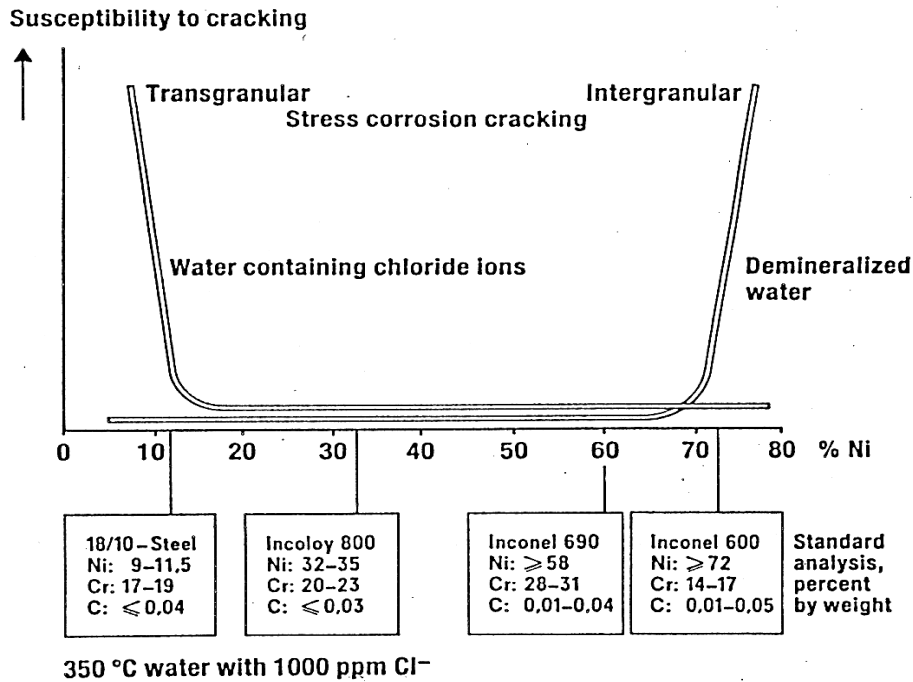 Susceptibility to cracking
Transgranular
Intergranular
Stress corrosion cracking
Water containing chloride ions
Demineralized
water
0 10 20 30 40 50 60 70 80 % Ni
18/10–Steel
Ni: 9–11,5
Cr: 17–19
C: ⩽ 0,04
Incoloy 800
Ni: 32–35
Cr: 20–23
C: ⩽ 0,03
Inconel 690
Ni: ⩾ 58
Cr: 28–31
C: 0,01–0,04
Inconel 600
Ni: ⩾ 72
Cr: 14–17
C: 0,01–0,05
Standard
analysis,
percent
by weight
350 °C water with 1000 ppm Cl⁻